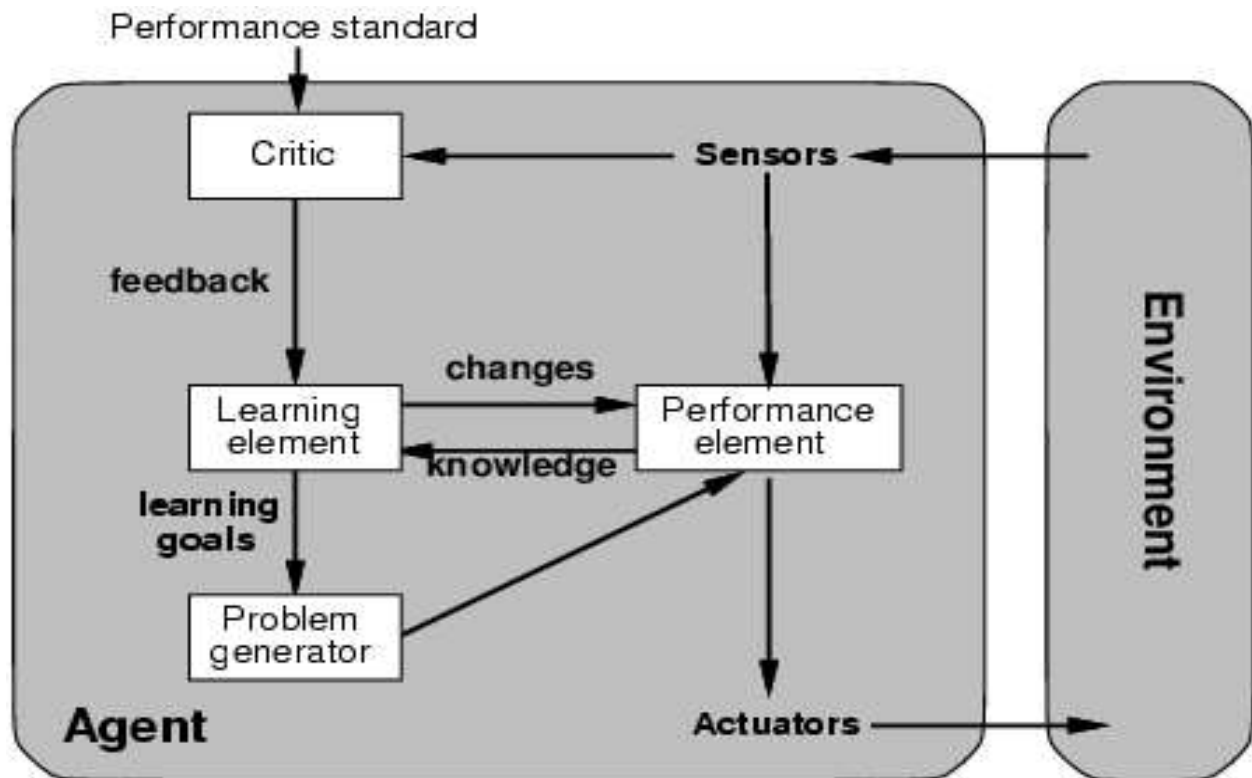 Performance standard
Critic
Sensors
feedback
changes
Learning
element
Performance
element
knowledge
learning
goals
Problem
generator
Agent
Actuators
Environment